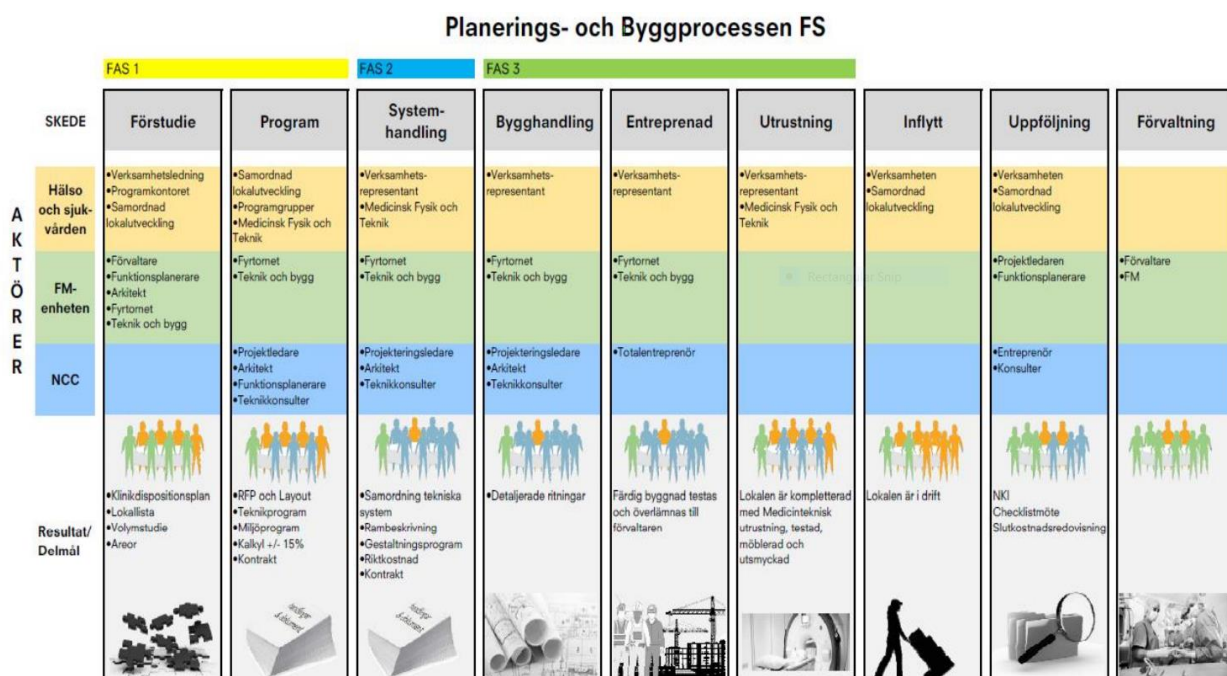 Planerings- och Byggprocessen FS
FAS 1
FAS 2
FAS 3
SKEDE
Förstudie
Program
System-
handling
Bygghandling
Entreprenad
Utrustning
Inflytt
Uppföljning
Förvaltning
AKTÖRER
Hälso
och sjuk-
vården
•Verksamhetsledning
•Programkontoret
•Samordnad
lokalutveckling
•Samordnad
lokalutveckling
•Programgrupper
•Medicinsk Fysik och
Teknik
•Verksamhets-
representant
•Medicinsk Fysik och
Teknik
•Verksamhets-
representant
•Verksamhets-
representant
•Verksamhets-
representant
•Medicinsk Fysik och
Teknik
•Verksamheten
•Samordnad
lokalutveckling
•Verksamheten
•Samordnad
lokalutveckling
FM-
enheten
•Förvaltare
•Funktionsplanerare
•Arkitekt
•Fyrtornet
•Teknik och bygg
•Fyrtornet
•Teknik och bygg
•Fyrtornet
•Teknik och bygg
•Fyrtornet
•Teknik och bygg
•Fyrtornet
•Teknik och bygg
Rectangular Snip
•Projektledaren
•Funktionsplanerare
•Förvaltare
•FM
NCC
•Projektledare
•Arkitekt
•Funktionsplanerare
•Teknikkonsulter
•Projekteringsledare
•Arkitekt
•Teknikkonsulter
•Projekteringsledare
•Arkitekt
•Teknikkonsulter
•Totalentreprenör
•Entreprenör
•Konsulter
Resultat/
Delmål
•Klinikdispositionsplan
•Lokallista
•Volymstudie
•Areor
•RFP och Layout
•Teknikprogram
•Miljöprogram
•Kalkyl +/- 15%
•Kontrakt
•Samordning tekniska
system
•Rambeskrivning
•Gestaltningsprogram
•Riktkostnad
•Kontrakt
•Detaljerade ritningar
Färdig byggnad testas
och överlämnas till
förvaltaren
Lokalen är kompletterad
med Medicinteknisk
utrustning, testad,
möblerad och
utsmyckad
Lokalen är i drift
NKI
Checklistmöte
Slutkostnadsredovisning
handlingar
& dokument
handlingar
& dokument